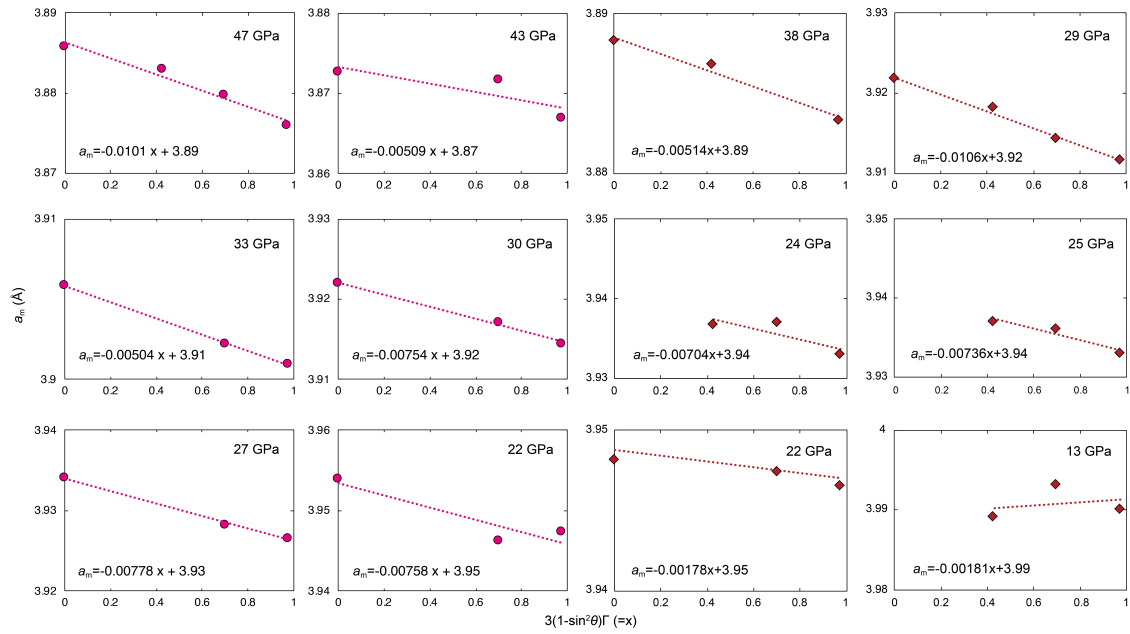 3.89
47 GPa
3.88
aₘ=-0.0101 x + 3.89
3.87
0 0.2 0.4 0.6 0.8 1
3.88
43 GPa
3.87
aₘ=-0.00509 x + 3.87
3.86
0 0.2 0.4 0.6 0.8 1
3.89
38 GPa
aₘ=-0.00514x+3.89
3.88
0 0.2 0.4 0.6 0.8 1
3.93
29 GPa
3.92
aₘ=-0.0106x+3.92
3.91
0 0.2 0.4 0.6 0.8 1
aₘ (Å)
3.91
33 GPa
aₘ=-0.00504 x + 3.91
3.9
0 0.2 0.4 0.6 0.8 1
3.93
30 GPa
3.92
aₘ=-0.00754 x + 3.92
3.91
0 0.2 0.4 0.6 0.8 1
3.95
24 GPa
3.94
aₘ=-0.00704x+3.94
3.93
0 0.2 0.4 0.6 0.8 1
3.95
25 GPa
3.94
aₘ=-0.00736x+3.94
3.93
0 0.2 0.4 0.6 0.8 1
3.94
27 GPa
3.93
aₘ=-0.00778 x + 3.93
3.92
0 0.2 0.4 0.6 0.8 1
3.96
22 GPa
3.95
aₘ=-0.00758 x + 3.95
3.94
0 0.2 0.4 0.6 0.8 1
3.95
22 GPa
aₘ=-0.00178x+3.95
3.94
0 0.2 0.4 0.6 0.8 1
4
13 GPa
3.99
aₘ=-0.00181x+3.99
3.98
0 0.2 0.4 0.6 0.8 1
3(1-sin²θ)Γ (=x)